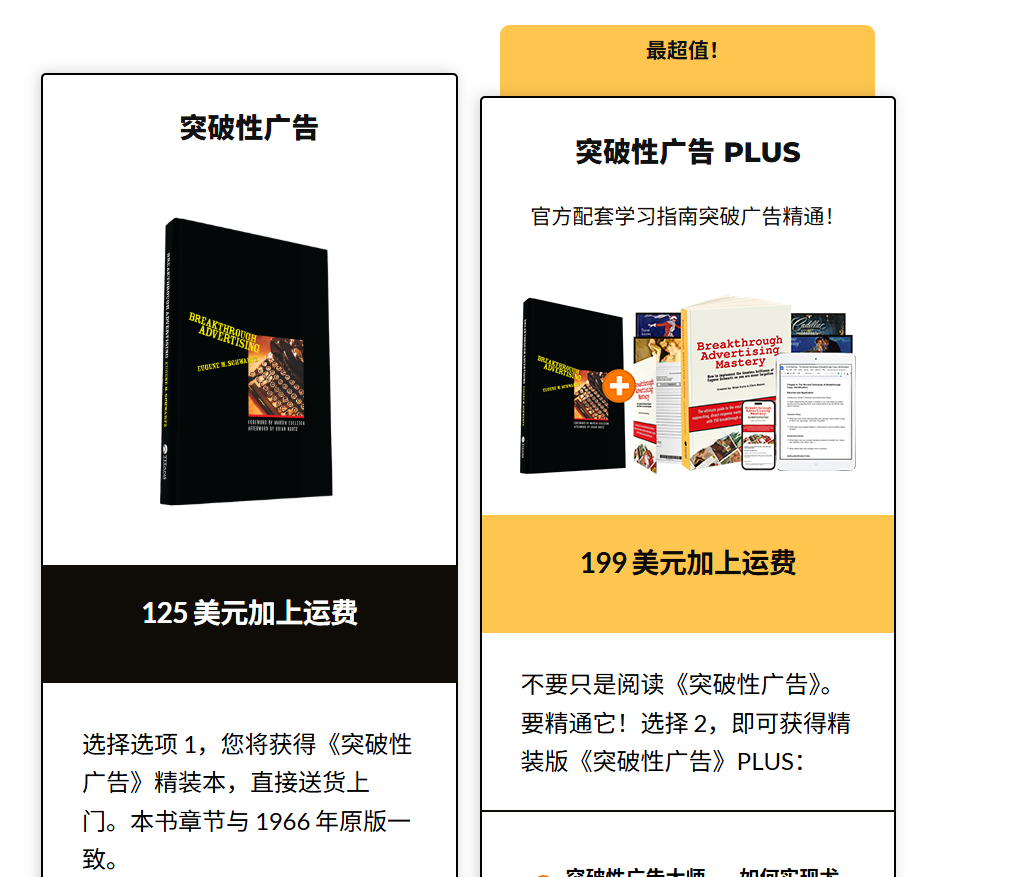 突破性广告
BREAKTHROUGH
ADVERTISING
EUGENE M. SCHWARTZ
FOREWORD BY MARTIN EDELSTON
AFTERWORD BY BRIAN KURTZ
125 美元加上运费
选择选项 1，您将获得《突破性
广告》精装本，直接送货上
门。本书章节与 1966 年原版一
致。
最超值！
突破性广告 PLUS
官方配套学习指南突破广告精通！
BREAKTHROUGH
ADVERTISING
Breakthrough
Advertising
Mastery
199 美元加上运费
不要只是阅读《突破性广告》。
要精通它！选择 2，即可获得精
装版《突破性广告》PLUS：